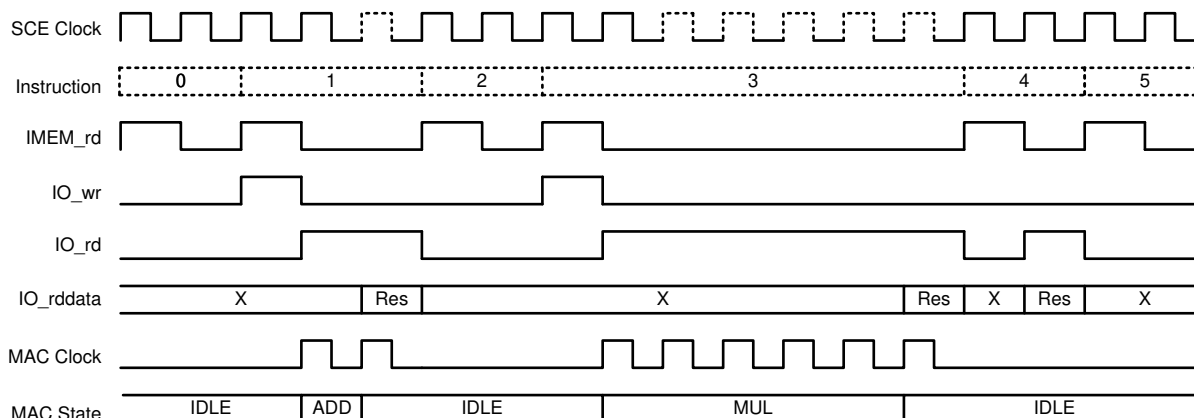 SCE Clock
Instruction 0 1 2 3 4 5
IMEM_rd
IO_wr
IO_rd
IO_rddata X Res X Res X Res X
MAC Clock
MAC State IDLE ADD IDLE MUL IDLE